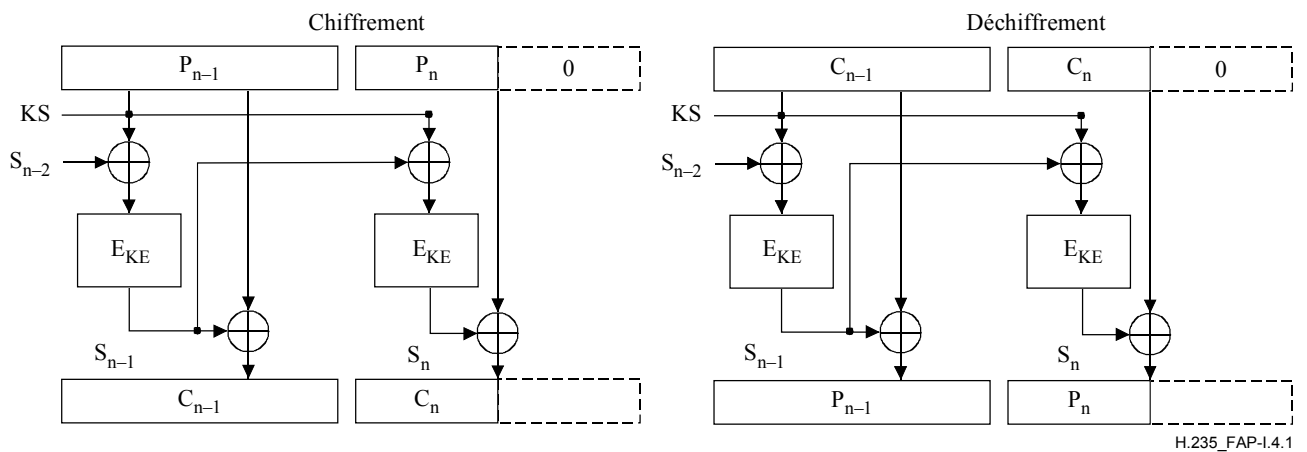 Chiffrement
P_{n–1} P_n 0
KS
S_{n–2}
E_{KE} E_{KE}
S_{n–1} S_n
C_{n–1} C_n
Déchiffrement
C_{n–1} C_n 0
KS
S_{n–2}
E_{KE} E_{KE}
S_{n–1} S_n
P_{n–1} P_n
H.235_FAP-I.4.1